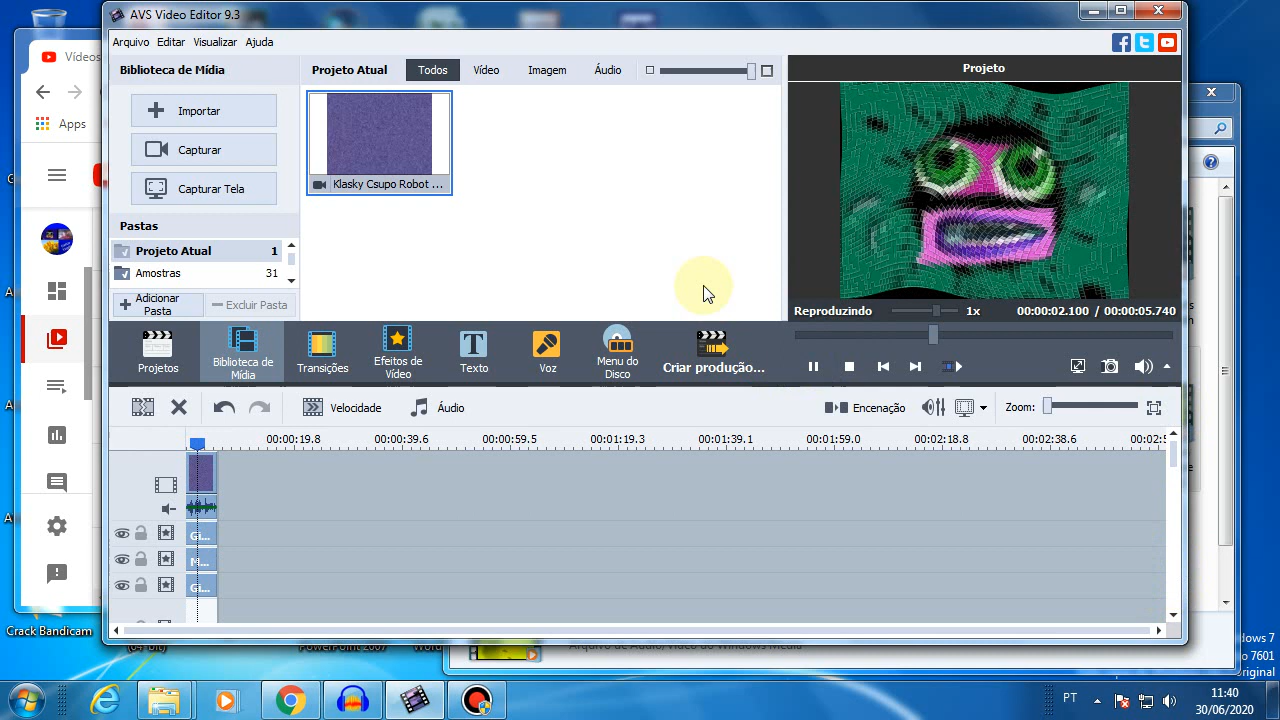 AVS Video Editor 9.3
Vídeos
Arquivo Editar Visualizar Ajuda
Biblioteca de Mídia
Projeto Atual Todos Vídeo Imagem Áudio
Projeto
Apps
Importar
Capturar
Capturar Tela
Klasky Csupo Robot ...
Pastas
Projeto Atual 1
Amostras 31
Adicionar Pasta
Excluir Pasta
Reproduzindo 1x 00:00:02.100 / 00:00:05.740
Projetos
Biblioteca de Mídia
Transições
Efeitos de Vídeo
Texto
Voz
Menu do Disco
Criar produção...
Velocidade Áudio Encenação Zoom:
00:00:19.8 00:00:39.6 00:00:59.5 00:01:19.3 00:01:39.1 00:01:59.0 00:02:18.8 00:02:38.6
G...
N...
G...
Crack Bandicam
PowerPoint 2007
Arquivo de Áudio/Vídeo do Windows Media
7601
PT
11:40
30/06/2020